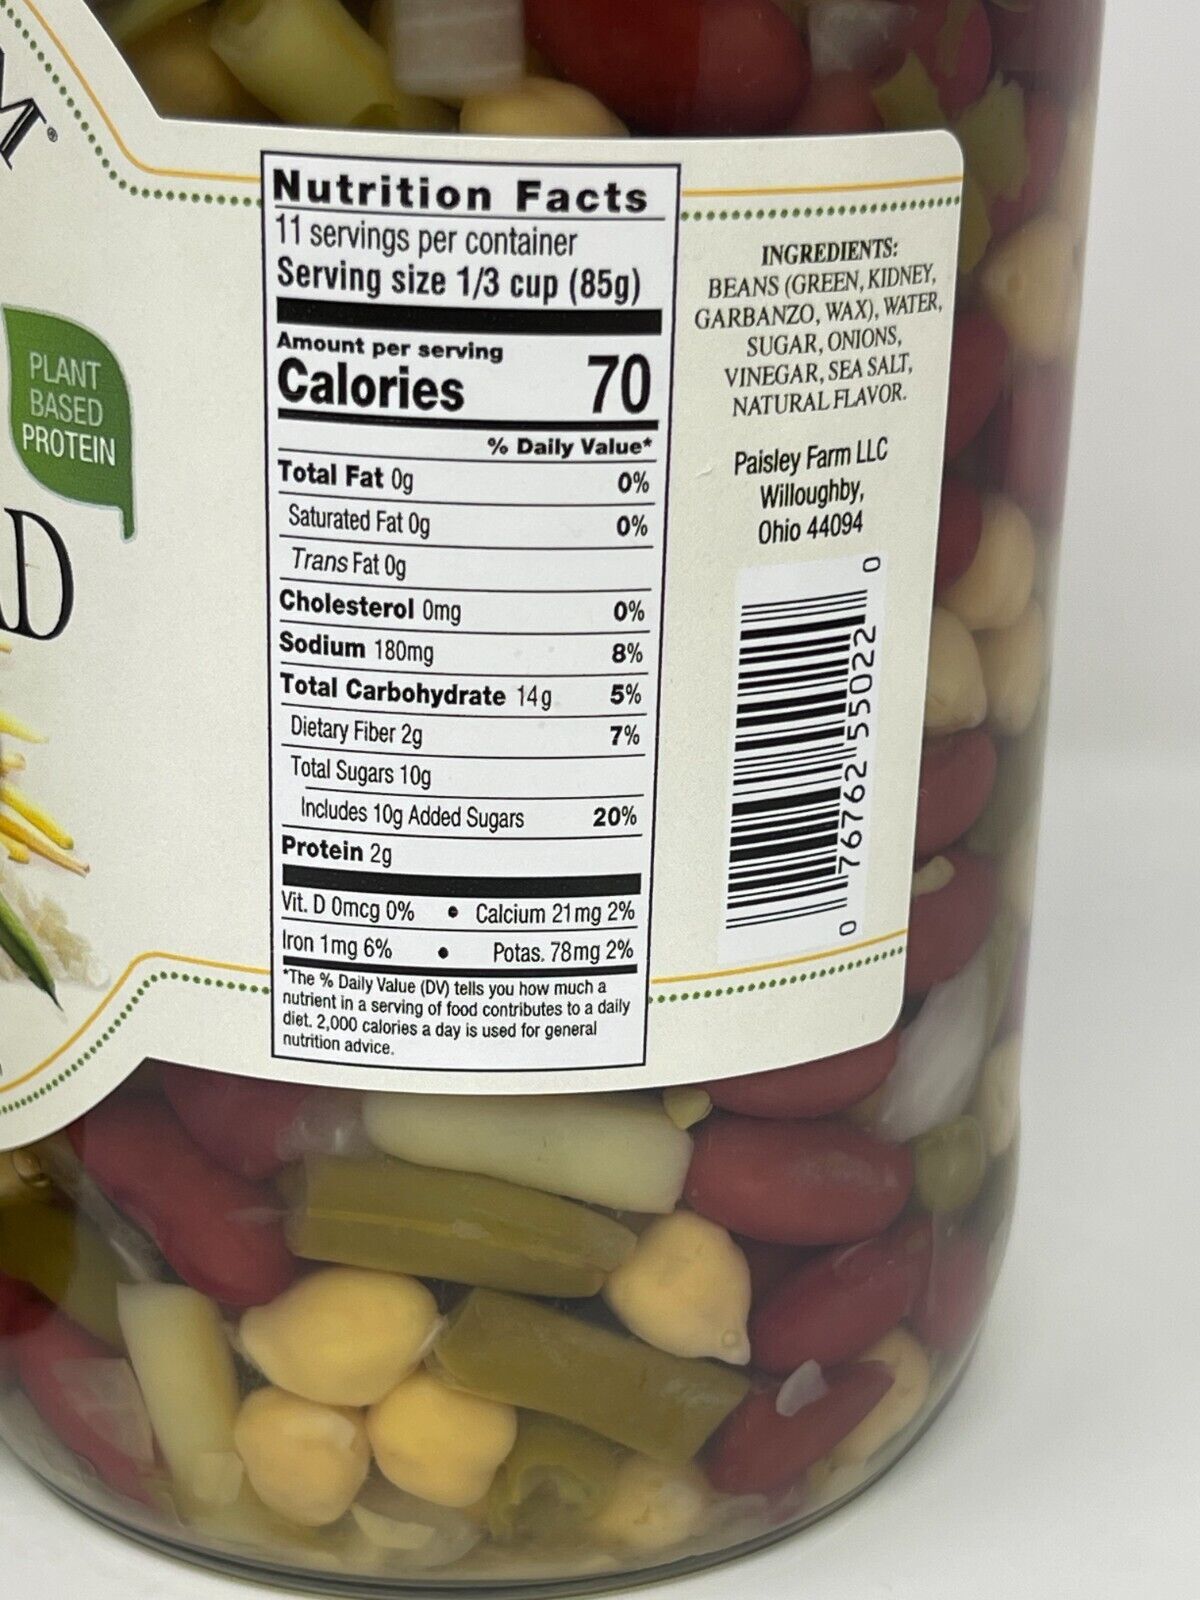 M®
PLANT
BASED
PROTEIN
AD
Nutrition Facts
11 servings per container
Serving size 1/3 cup (85g)
Amount per serving
Calories 70
% Daily Value*
Total Fat 0g 0%
Saturated Fat 0g 0%
Trans Fat 0g
Cholesterol 0mg 0%
Sodium 180mg 8%
Total Carbohydrate 14g 5%
Dietary Fiber 2g 7%
Total Sugars 10g
Includes 10g Added Sugars 20%
Protein 2g
Vit. D 0mcg 0% • Calcium 21mg 2%
Iron 1mg 6% • Potas. 78mg 2%
*The % Daily Value (DV) tells you how much a
nutrient in a serving of food contributes to a daily
diet. 2,000 calories a day is used for general
nutrition advice.
INGREDIENTS:
BEANS (GREEN, KIDNEY,
GARBANZO, WAX), WATER,
SUGAR, ONIONS,
VINEGAR, SEA SALT,
NATURAL FLAVOR.
Paisley Farm LLC
Willoughby,
Ohio 44094
0 76762 55022 0